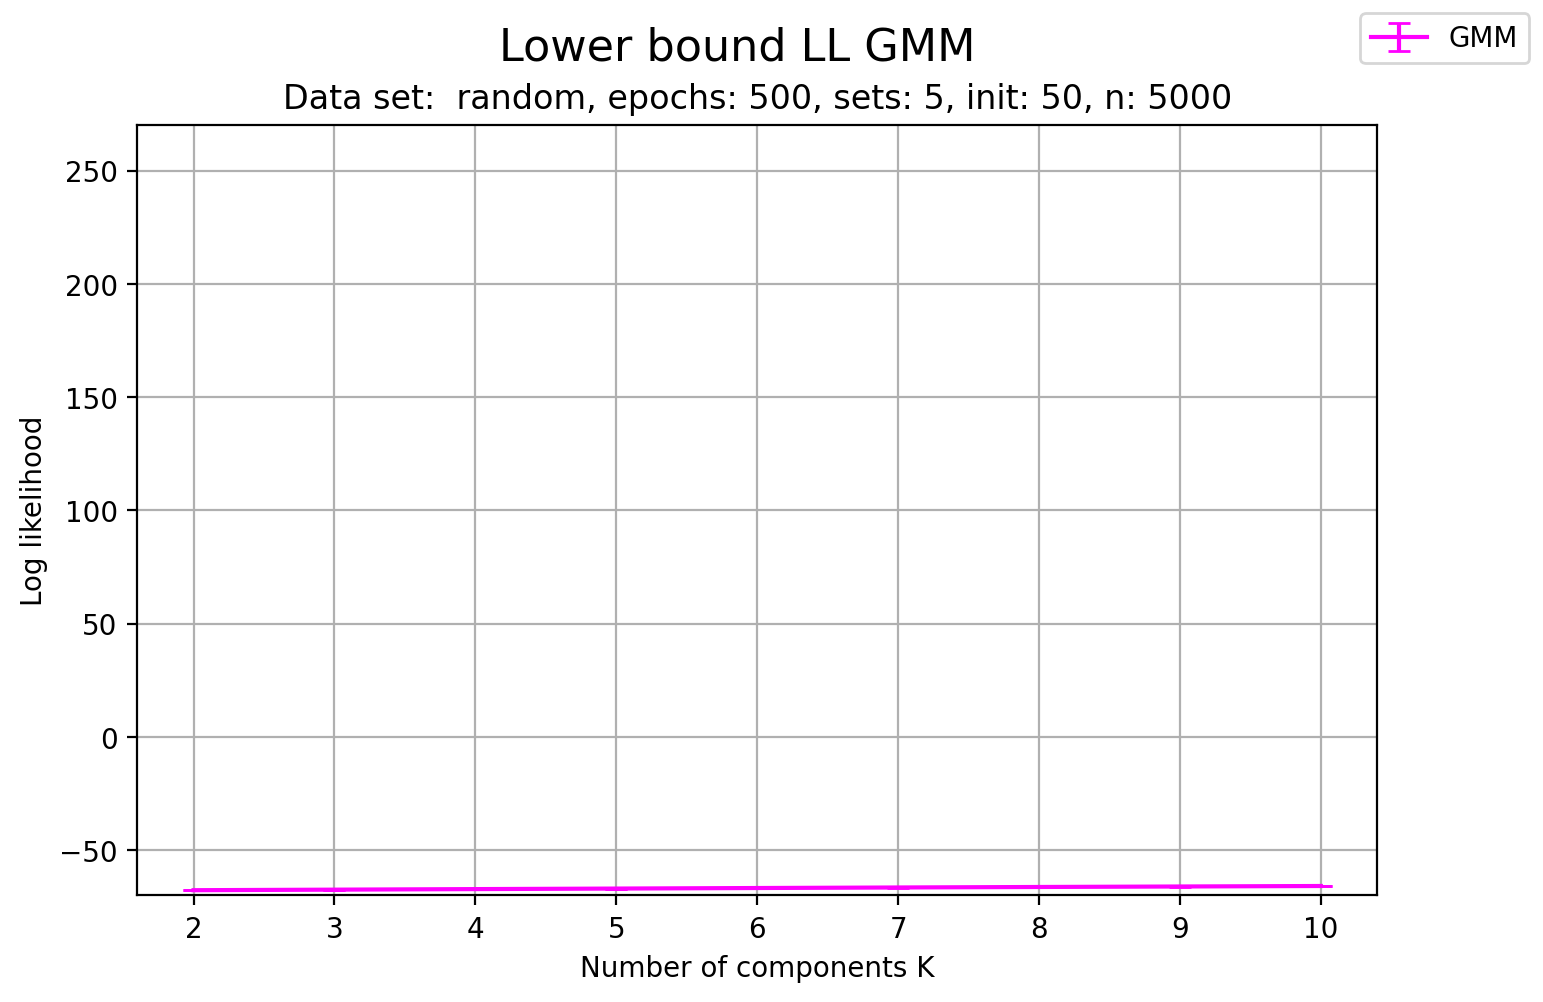 Lower bound LL GMM
GMM
Data set:  random, epochs: 500, sets: 5, init: 50, n: 5000
250
200
150
100
50
0
−50
Log likelihood
2 3 4 5 6 7 8 9 10
Number of components K